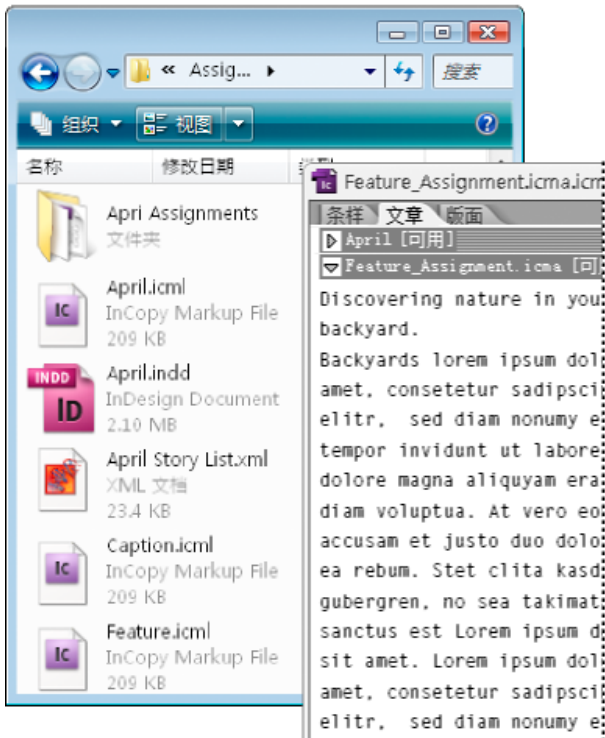 « Assig...
搜索
组织
视图
名称
修改日期
Apri Assignments
文件夹
IC
April.icml
InCopy Markup File
209 KB
INDD
ID
April.indd
InDesign Document
2.10 MB
April Story List.xml
XML 文档
23.4 KB
IC
Caption.icml
InCopy Markup File
209 KB
IC
Feature.icml
InCopy Markup File
209 KB
Ic
Feature_Assignment.icma.icm
条样 文章 版面
April [可用]
Feature_Assignment.icma [可
Discovering nature in you
backyard.
Backyards lorem ipsum dol
amet, consetetur sadipsci
elitr, sed diam nonumy e
tempor invidunt ut labore
dolore magna aliquyam era
diam voluptua. At vero eo
accusam et justo duo dolo
ea rebum. Stet clita kasd
gubergren, no sea takimat
sanctus est Lorem ipsum d
sit amet. Lorem ipsum dol
amet, consetetur sadipsci
elitr, sed diam nonumy e